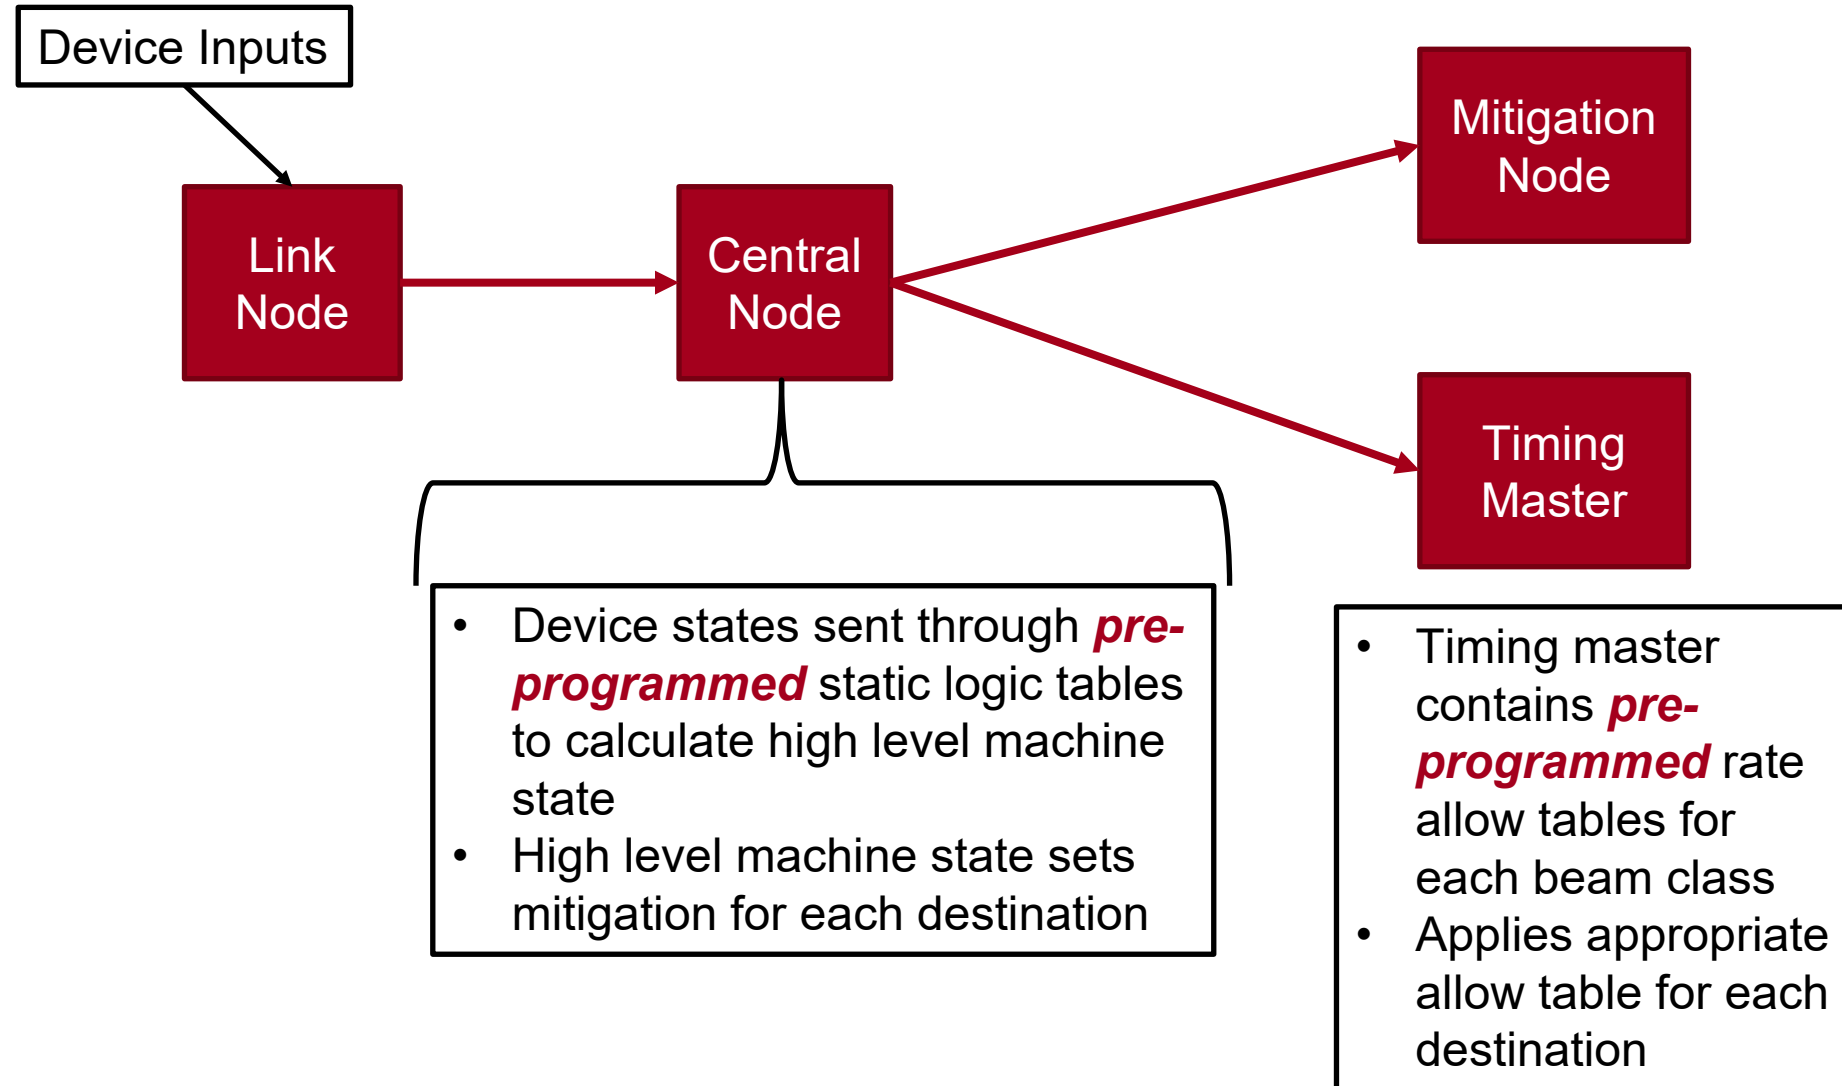 Device Inputs
Link
Node
Central
Node
Mitigation
Node
Timing
Master
• Device states sent through pre-
programmed static logic tables
to calculate high level machine
state
• High level machine state sets
mitigation for each destination
• Timing master
contains pre-
programmed rate
allow tables for
each beam class
• Applies appropriate
allow table for each
destination